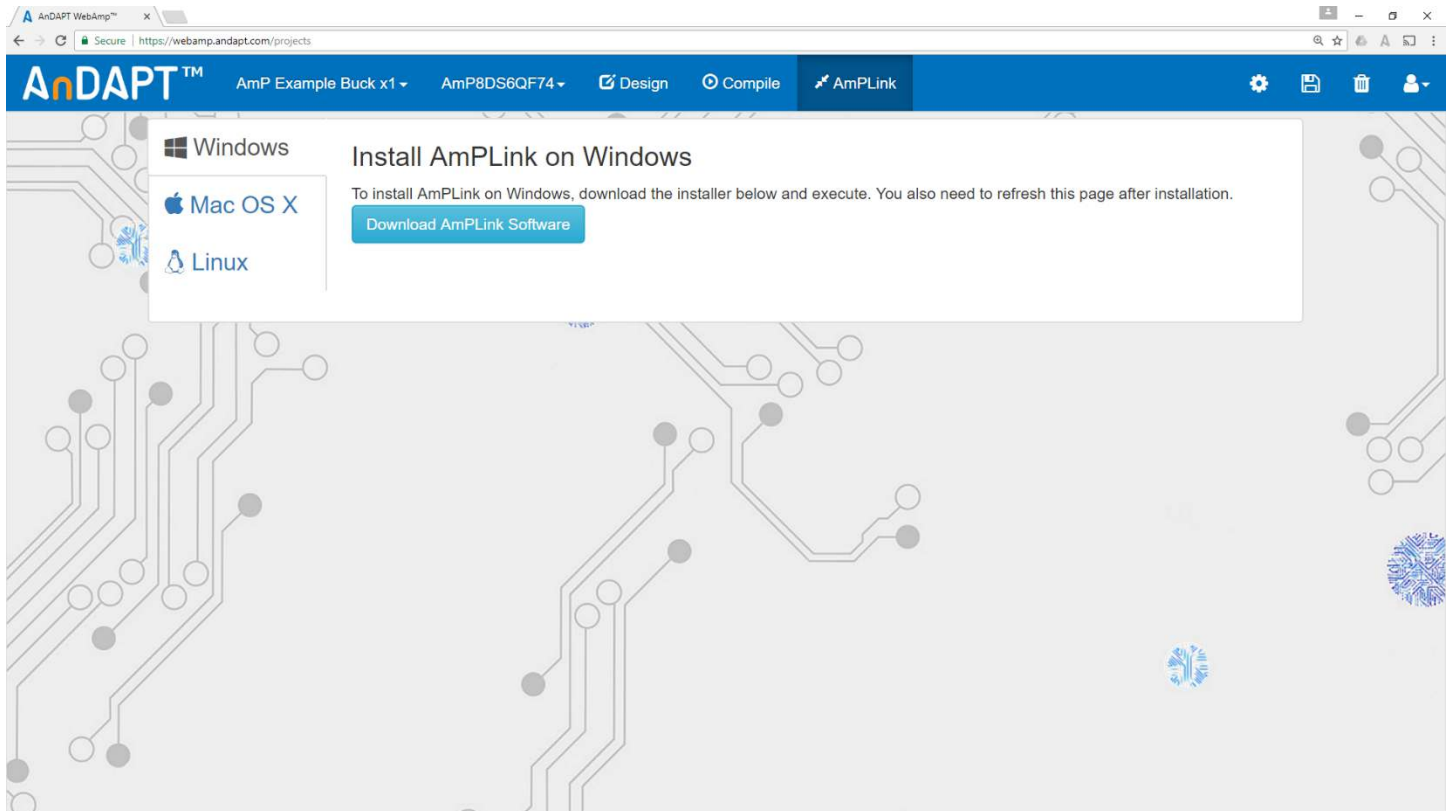 AnDAPT WebAmp™
Secure | https://webamp.andapt.com/projects
AnDAPT™ AmP Example Buck x1 AmP8DS6QF74 Design Compile AmPLink
Windows
Mac OS X
Linux
Install AmPLink on Windows
To install AmPLink on Windows, download the installer below and execute. You also need to refresh this page after installation.
Download AmPLink Software